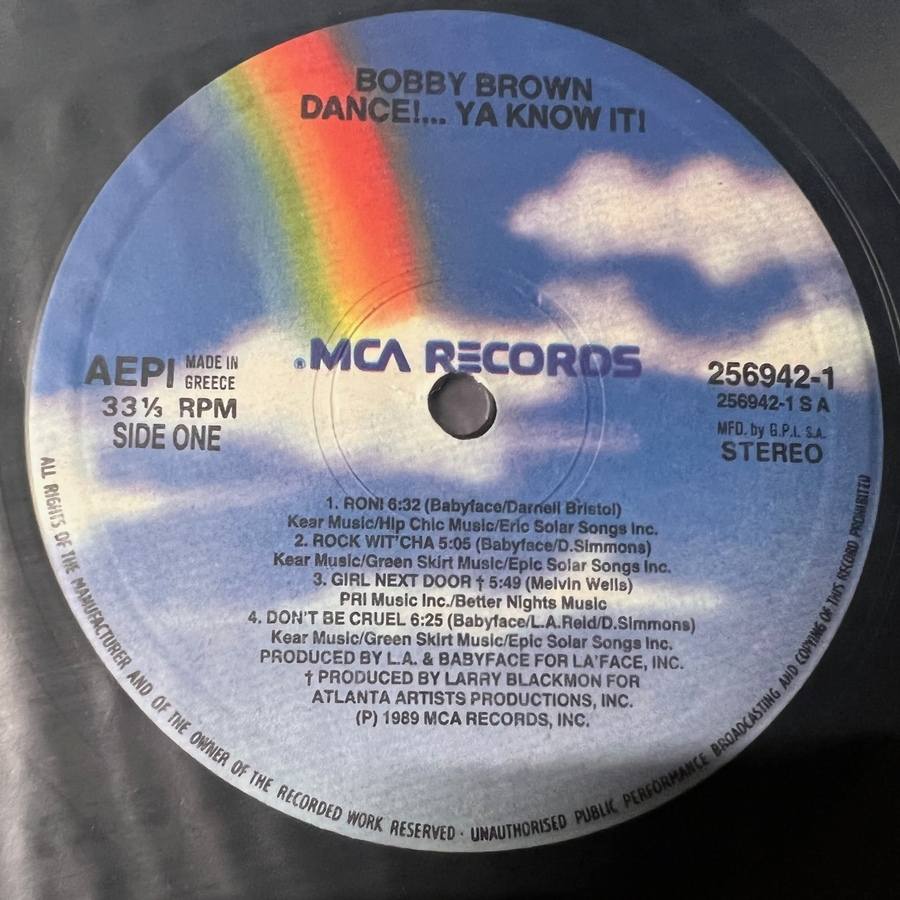 BOBBY BROWN
DANCE!... YA KNOW IT!
® MCA RECORDS
AEPI MADE IN GREECE
33⅓ RPM
SIDE ONE
256942-1
256942-1 S A
MFD. by G.P.I. S.A.
STEREO
1. RONI 6:32 (Babyface/Darnell Bristol)
Kear Music/Hip Chic Music/Eric Solar Songs Inc.
2. ROCK WIT'CHA 5:05 (Babyface/D.Simmons)
Kear Music/Green Skirt Music/Epic Solar Songs Inc.
3. GIRL NEXT DOOR † 5:49 (Melvin Wells)
PRI Music Inc./Better Nights Music
4. DON'T BE CRUEL 6:25 (Babyface/L.A.Reid/D.Simmons)
Kear Music/Green Skirt Music/Epic Solar Songs Inc.
PRODUCED BY L.A. & BABYFACE FOR LA'FACE, INC.
† PRODUCED BY LARRY BLACKMON FOR
ATLANTA ARTISTS PRODUCTIONS, INC.
(P) 1989 MCA RECORDS, INC.
ALL RIGHTS OF THE MANUFACTURER AND OF THE OWNER OF THE RECORDED WORK RESERVED · UNAUTHORISED PUBLIC PERFORMANCE BROADCASTING AND COPYING OF THIS RECORD PROHIBITED